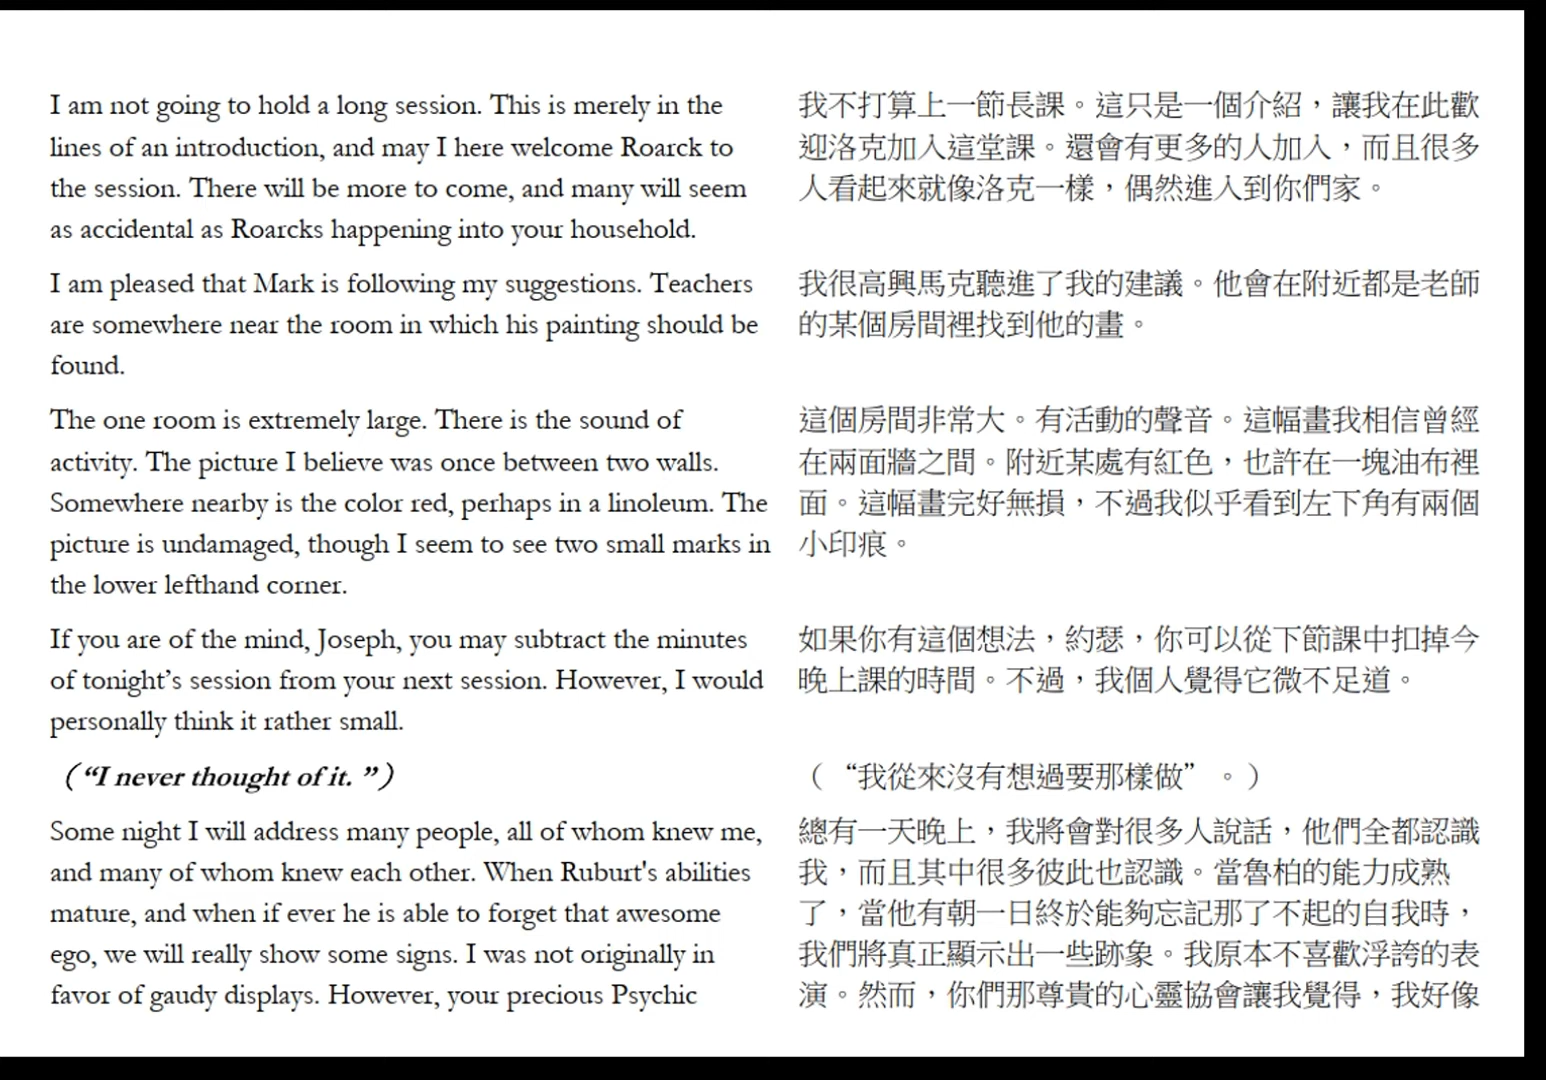 I am not going to hold a long session. This is merely in the
lines of an introduction, and may I here welcome Roarck to
the session. There will be more to come, and many will seem
as accidental as Roarcks happening into your household.
我不打算上一節長課。這只是一個介紹，讓我在此歡
迎洛克加入這堂課。還會有更多的人加入，而且很多
人看起來就像洛克一樣，偶然進入到你們家。
I am pleased that Mark is following my suggestions. Teachers
are somewhere near the room in which his painting should be
found.
我很高興馬克聽進了我的建議。他會在附近都是老師
的某個房間裡找到他的畫。
The one room is extremely large. There is the sound of
activity. The picture I believe was once between two walls.
Somewhere nearby is the color red, perhaps in a linoleum. The
picture is undamaged, though I seem to see two small marks in
the lower lefthand corner.
這個房間非常大。有活動的聲音。這幅畫我相信曾經
在兩面牆之間。附近某處有紅色，也許在一塊油布裡
面。這幅畫完好無損，不過我似乎看到左下角有兩個
小印痕。
If you are of the mind, Joseph, you may subtract the minutes
of tonight’s session from your next session. However, I would
personally think it rather small.
如果你有這個想法，約瑟，你可以從下節課中扣掉今
晚上課的時間。不過，我個人覺得它微不足道。
（“I never thought of it. ”）
（“我從來沒有想過要那樣做”。）
Some night I will address many people, all of whom knew me,
and many of whom knew each other. When Ruburt's abilities
mature, and when if ever he is able to forget that awesome
ego, we will really show some signs. I was not originally in
favor of gaudy displays. However, your precious Psychic
總有一天晚上，我將會對很多人說話，他們全都認識
我，而且其中很多彼此也認識。當魯柏的能力成熟
了，當他有朝一日終於能夠忘記那了不起的自我時，
我們將真正顯示出一些跡象。我原本不喜歡浮誇的表
演。然而，你們那尊貴的心靈協會讓我覺得，我好像